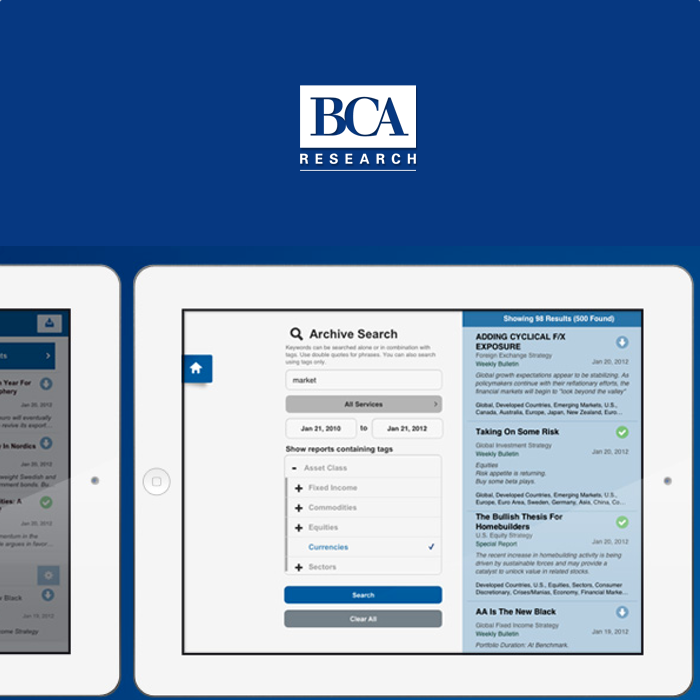 BCA
RESEARCH
ts
n Year For
phery
Jan 20, 2012
uro will eventually
revive its export...
y In Nordics
Jan 20, 2012
weight Swedish and
nment bonds. Bu...
ities: A
Jan 20, 2012
mentum in the
k argues in favor...
r Black
Jan 19, 2012
ome Strategy
Archive Search
Keywords can be searched alone or in combination with
tags. Use double quotes for phrases. You can also search
using tags only.
market
All Services
Jan 21, 2010 to Jan 21, 2012
Show reports containing tags
- Asset Class
+ Fixed Income
+ Commodities
+ Equities
Currencies
+ Sectors
Search
Clear All
Showing 98 Results (500 Found)
ADDING CYCLICAL F/X
EXPOSURE
Foreign Exchange Strategy
Weekly Bulletin Jan 20, 2012
Global growth expectations appear to be stabilizing. As
policymakers continue with their reflationary efforts, the
financial markets will begin to "look beyond the valley"
Global, Developed Countries, Emerging Markets, U.S.,
Canada, Australia, Europe, Japan, New Zealand, Euro...
Taking On Some Risk
Global Investment Strategy
Weekly Bulletin Jan 20, 2012
Equities
Risk appetite is returning.
Buy some beta plays.
Global, Developed Countries, Emerging Markets, U.S.,
Europe, Euro Area, Sweden, Germany, Asia, China, Co...
The Bullish Thesis For
Homebuilders
U.S. Equity Strategy
Special Report Jan 20, 2012
The recent increase in homebuilding activity is being
driven by sustainable forces and may provide a
catalyst to unlock value in related stocks.
Developed Countries, U.S., Equities, Sectors, Consumer
Discretionary, Crises/Manias, Economy, Financial Marke...
AA Is The New Black
Global Fixed Income Strategy
Weekly Bulletin Jan 19, 2012
Portfolio Duration: At Benchmark.